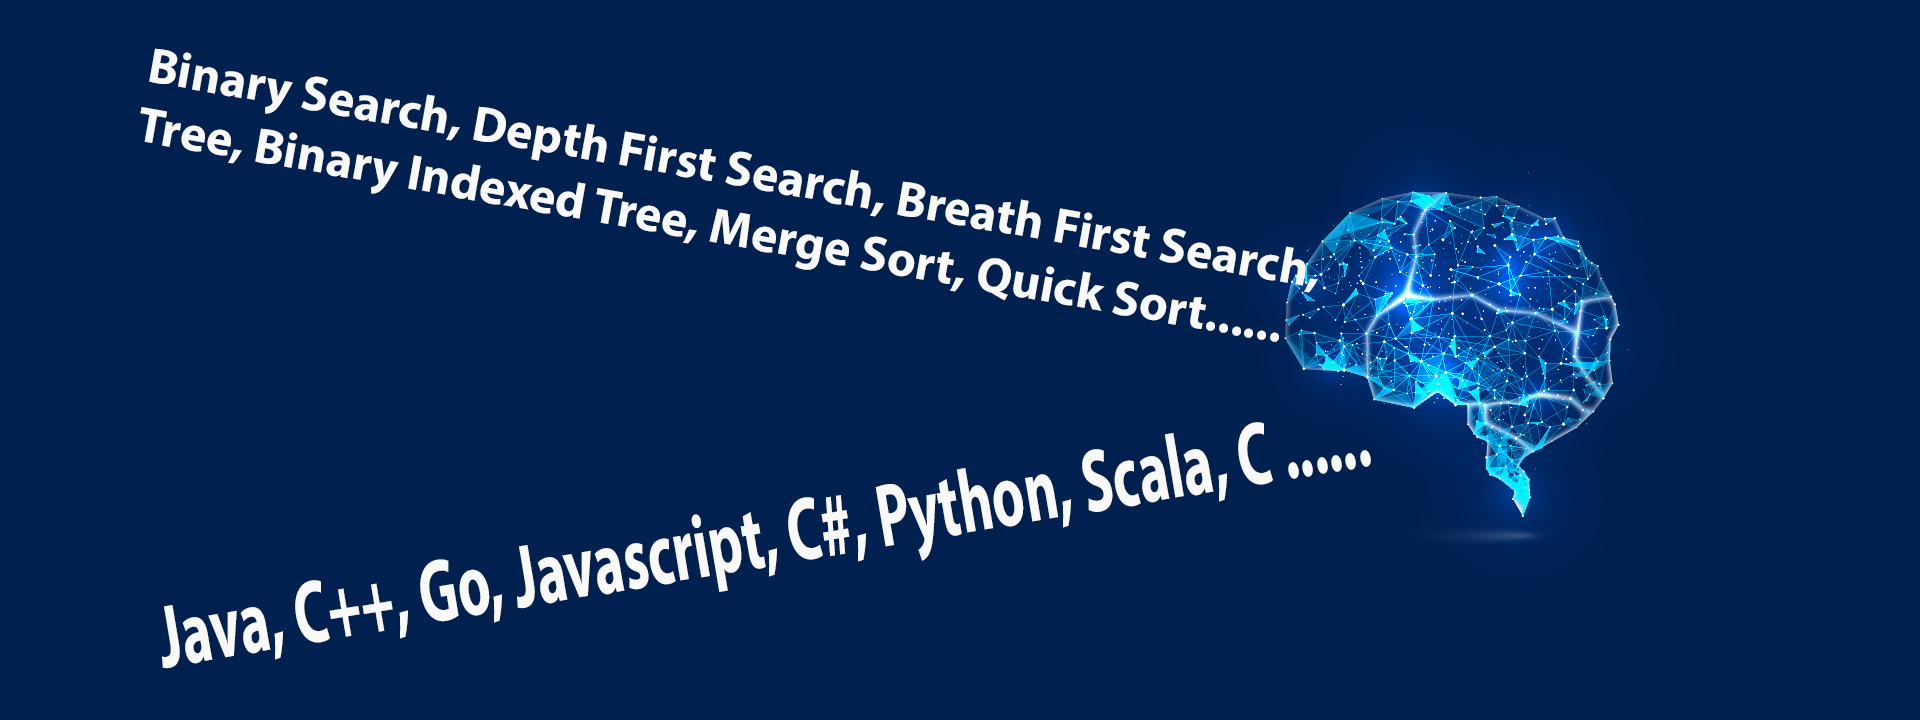 Binary Search, Depth First Search, Breath First Search,
Tree, Binary Indexed Tree, Merge Sort, Quick Sort......
Java, C++, Go, Javascript, C#, Python, Scala, C ......